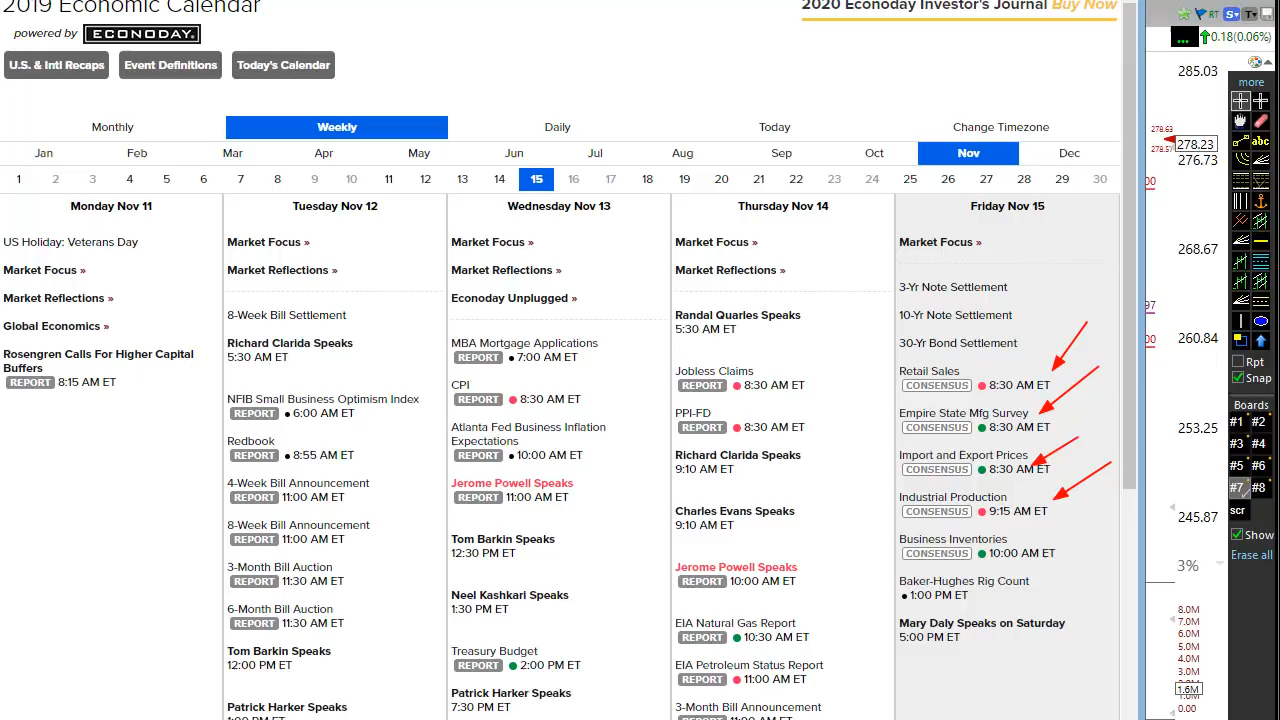 2019 Economic Calendar
2020 Econoday Investor's Journal Buy Now
powered by ECONODAY®
U.S. & Intl Recaps Event Definitions Today's Calendar
Monthly Weekly Daily Today Change Timezone
Jan Feb Mar Apr May Jun Jul Aug Sep Oct Nov Dec
1 2 3 4 5 6 7 8 9 10 11 12 13 14 15 16 17 18 19 20 21 22 23 24 25 26 27 28 29 30
Monday Nov 11
US Holiday: Veterans Day
Market Focus »
Market Reflections »
Global Economics »
Rosengren Calls For Higher Capital
Buffers
REPORT 8:15 AM ET
Tuesday Nov 12
Market Focus »
Market Reflections »
8-Week Bill Settlement
Richard Clarida Speaks
5:30 AM ET
NFIB Small Business Optimism Index
REPORT 6:00 AM ET
Redbook
REPORT 8:55 AM ET
4-Week Bill Announcement
REPORT 11:00 AM ET
8-Week Bill Announcement
REPORT 11:00 AM ET
3-Month Bill Auction
REPORT 11:30 AM ET
6-Month Bill Auction
REPORT 11:30 AM ET
Tom Barkin Speaks
12:00 PM ET
Patrick Harker Speaks
1:00 PM ET
Wednesday Nov 13
Market Focus »
Market Reflections »
Econoday Unplugged »
MBA Mortgage Applications
REPORT 7:00 AM ET
CPI
REPORT 8:30 AM ET
Atlanta Fed Business Inflation
Expectations
REPORT 10:00 AM ET
Jerome Powell Speaks
REPORT 11:00 AM ET
Tom Barkin Speaks
12:30 PM ET
Neel Kashkari Speaks
1:30 PM ET
Treasury Budget
REPORT 2:00 PM ET
Patrick Harker Speaks
7:30 PM ET
Thursday Nov 14
Market Focus »
Market Reflections »
Randal Quarles Speaks
5:30 AM ET
Jobless Claims
REPORT 8:30 AM ET
PPI-FD
REPORT 8:30 AM ET
Richard Clarida Speaks
9:10 AM ET
Charles Evans Speaks
9:10 AM ET
Jerome Powell Speaks
REPORT 10:00 AM ET
EIA Natural Gas Report
REPORT 10:30 AM ET
EIA Petroleum Status Report
REPORT 11:00 AM ET
3-Month Bill Announcement
REPORT 11:00 AM ET
Friday Nov 15
Market Focus »
3-Yr Note Settlement
10-Yr Note Settlement
30-Yr Bond Settlement
Retail Sales
CONSENSUS 8:30 AM ET
Empire State Mfg Survey
CONSENSUS 8:30 AM ET
Import and Export Prices
CONSENSUS 8:30 AM ET
Industrial Production
CONSENSUS 9:15 AM ET
Business Inventories
CONSENSUS 10:00 AM ET
Baker-Hughes Rig Count
1:00 PM ET
Mary Daly Speaks on Saturday
5:00 PM ET
RT S T
... 0.18(0.06%)
285.03
278.63
278.23
278.57
276.73
00
268.67
97
00
260.84
253.25
245.87
3%
8.0M
7.0M
6.0M
5.0M
4.0M
3.0M
1.6M
1.0M
0.00
more
abc
Rpt
Snap
Boards
#1 #2
#3 #4
#5 #6
#7 #8
scr
Show
Erase all